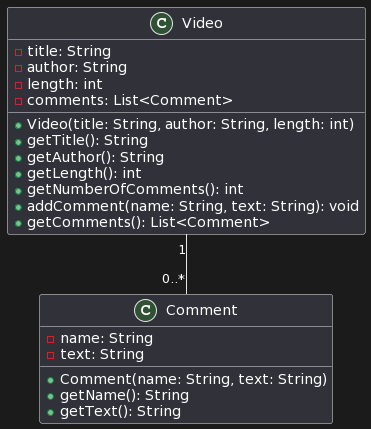 C Video
title: String
author: String
length: int
comments: List<Comment>
Video(title: String, author: String, length: int)
getTitle(): String
getAuthor(): String
getLength(): int
getNumberOfComments(): int
addComment(name: String, text: String): void
getComments(): List<Comment>
1
0..*
C Comment
name: String
text: String
Comment(name: String, text: String)
getName(): String
getText(): String